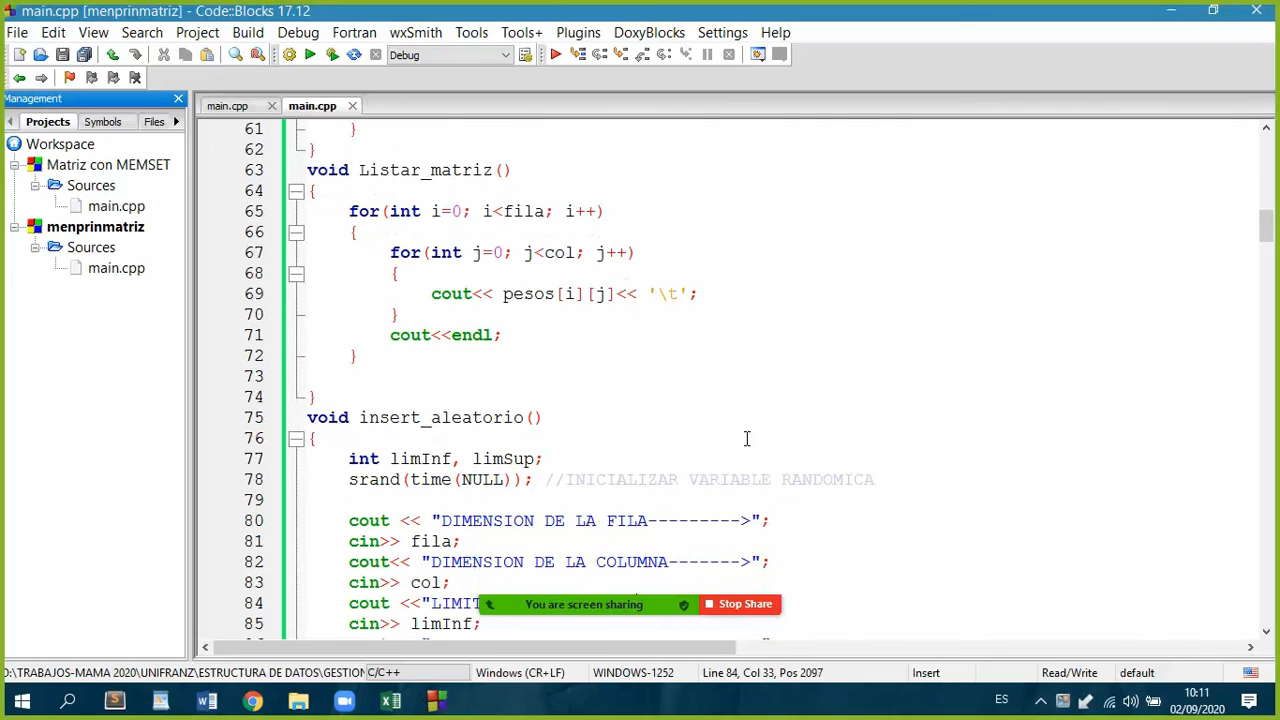 main.cpp [menprinmatriz] - Code::Blocks 17.12
File Edit View Search Project Build Debug Fortran wxSmith Tools Tools+ Plugins DoxyBlocks Settings Help
Debug
Management
main.cpp main.cpp
Projects Symbols Files
Workspace
Matriz con MEMSET
Sources
main.cpp
menprinmatriz
Sources
main.cpp
61 }
62 }
63 void Listar_matriz()
64 {
65 for(int i=0; i<fila; i++)
66 {
67 for(int j=0; j<col; j++)
68 {
69 cout<< pesos[i][j]<< '\t';
70 }
71 cout<<endl;
72 }
73
74 }
75 void insert_aleatorio()
76 {
77 int limInf, limSup;
78 srand(time(NULL)); //INICIALIZAR VARIABLE RANDOMICA
79
80 cout << "DIMENSION DE LA FILA--------->";
81 cin>> fila;
82 cout<< "DIMENSION DE LA COLUMNA------->";
83 cin>> col;
84 cout <<"LIMIT
85 cin>> limInf;
You are screen sharing Stop Share
D:\TRABAJOS-MAMA 2020\UNIFRANZ\ESTRUCTURA DE DATOS\GESTION C/C++ Windows (CR+LF) WINDOWS-1252 Line 84, Col 33, Pos 2097 Insert Read/Write default
ES
10:11
02/09/2020